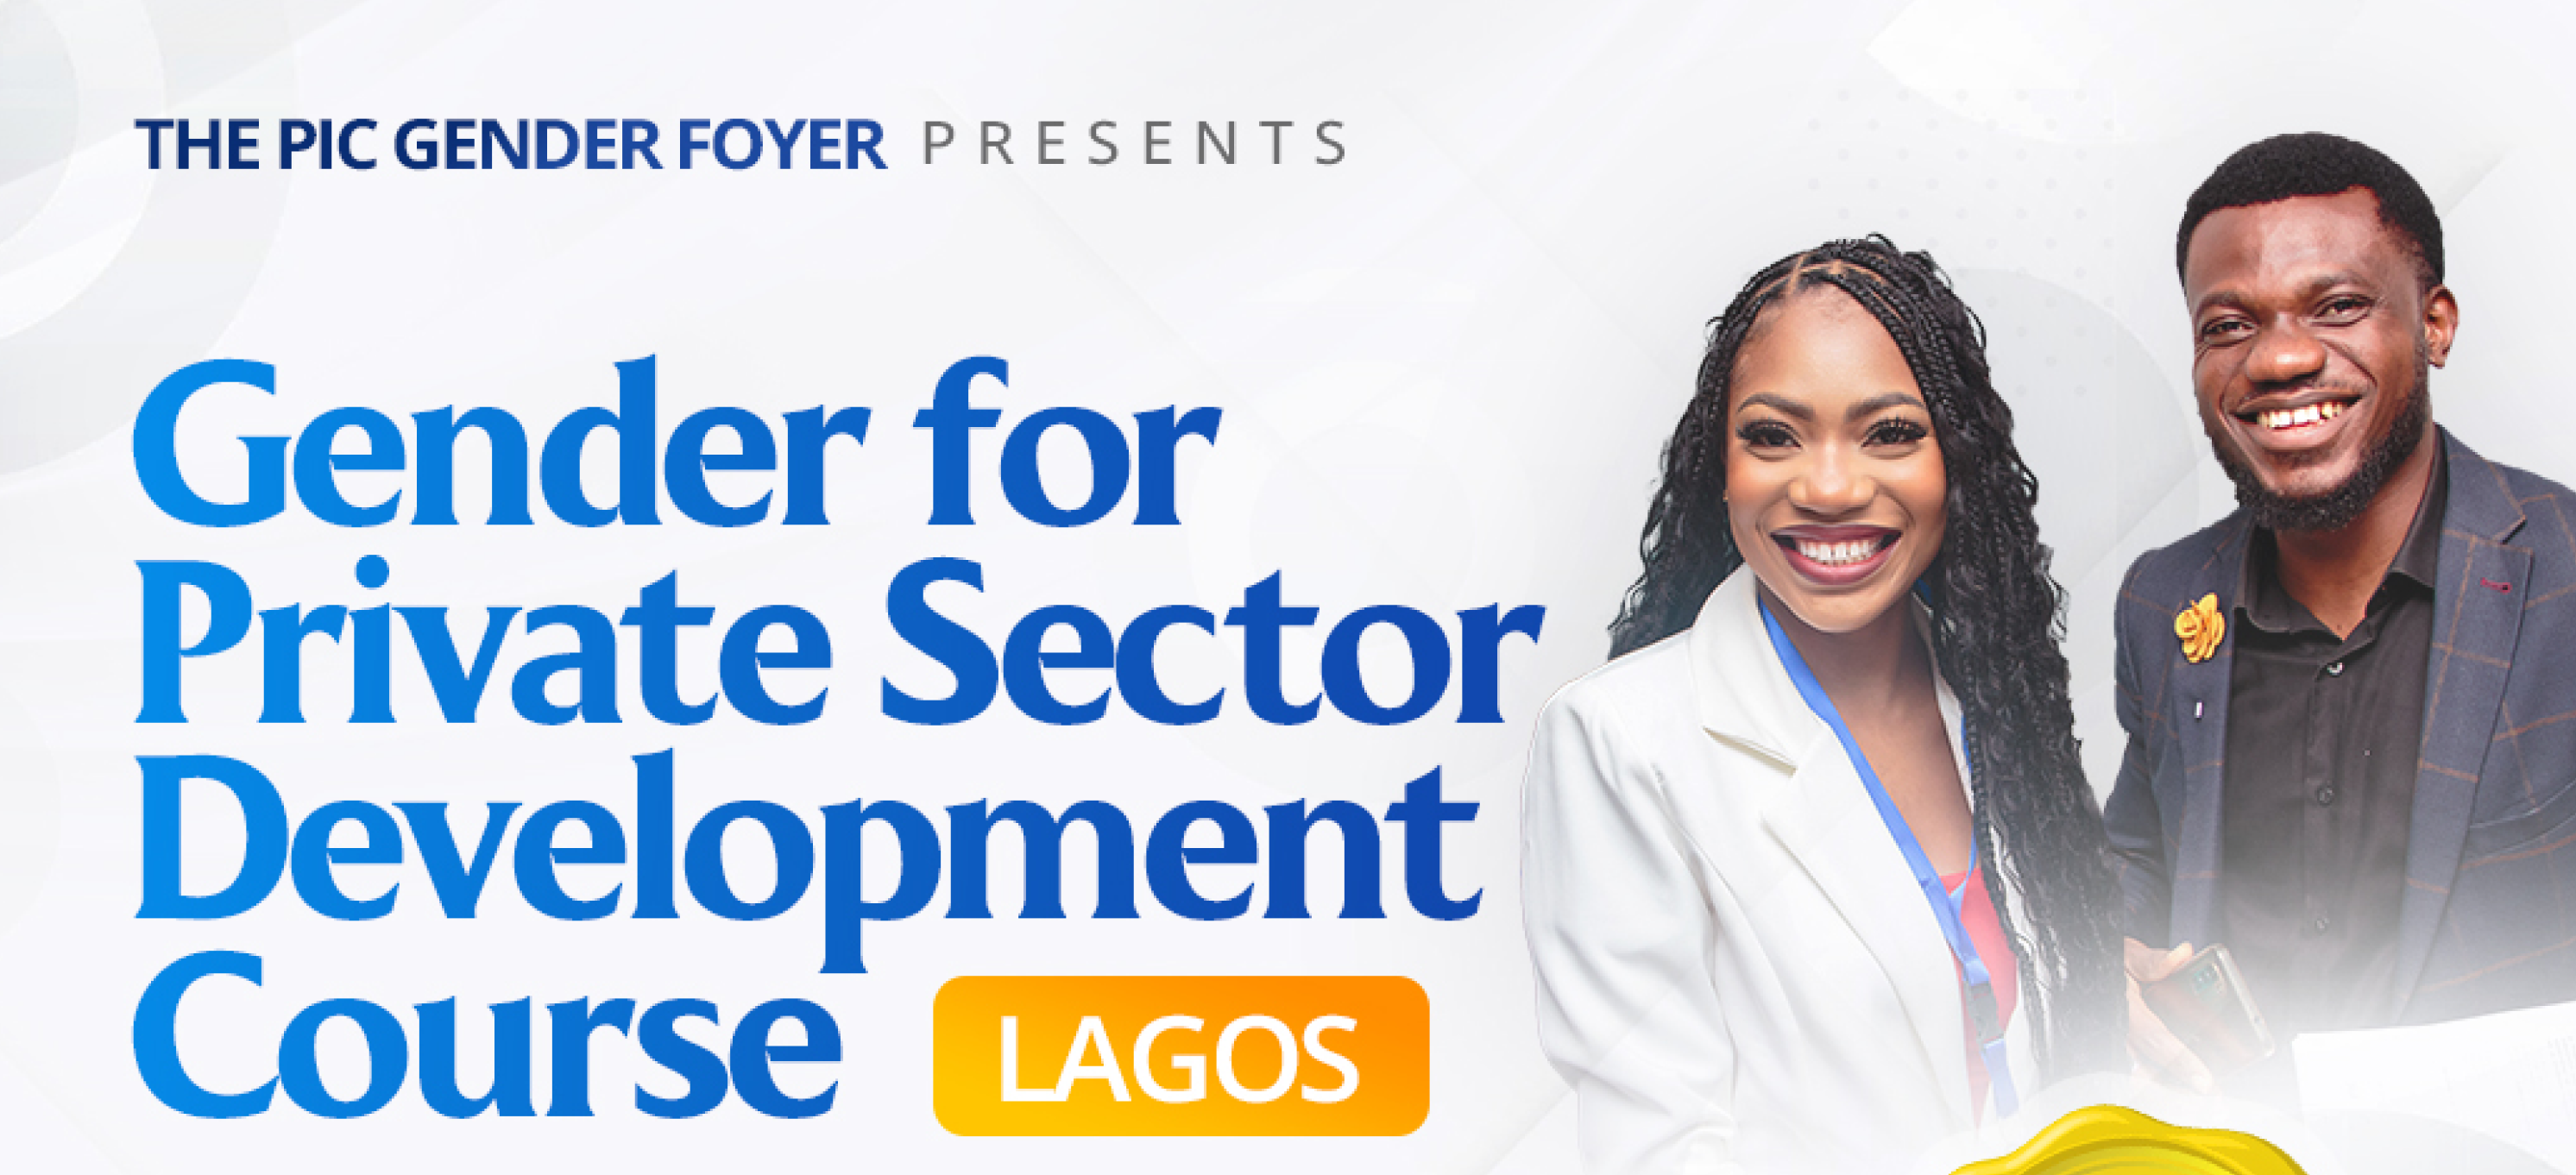 THE PIC GENDER FOYER PRESENTS
Gender for
Private Sector
Development
Course LAGOS